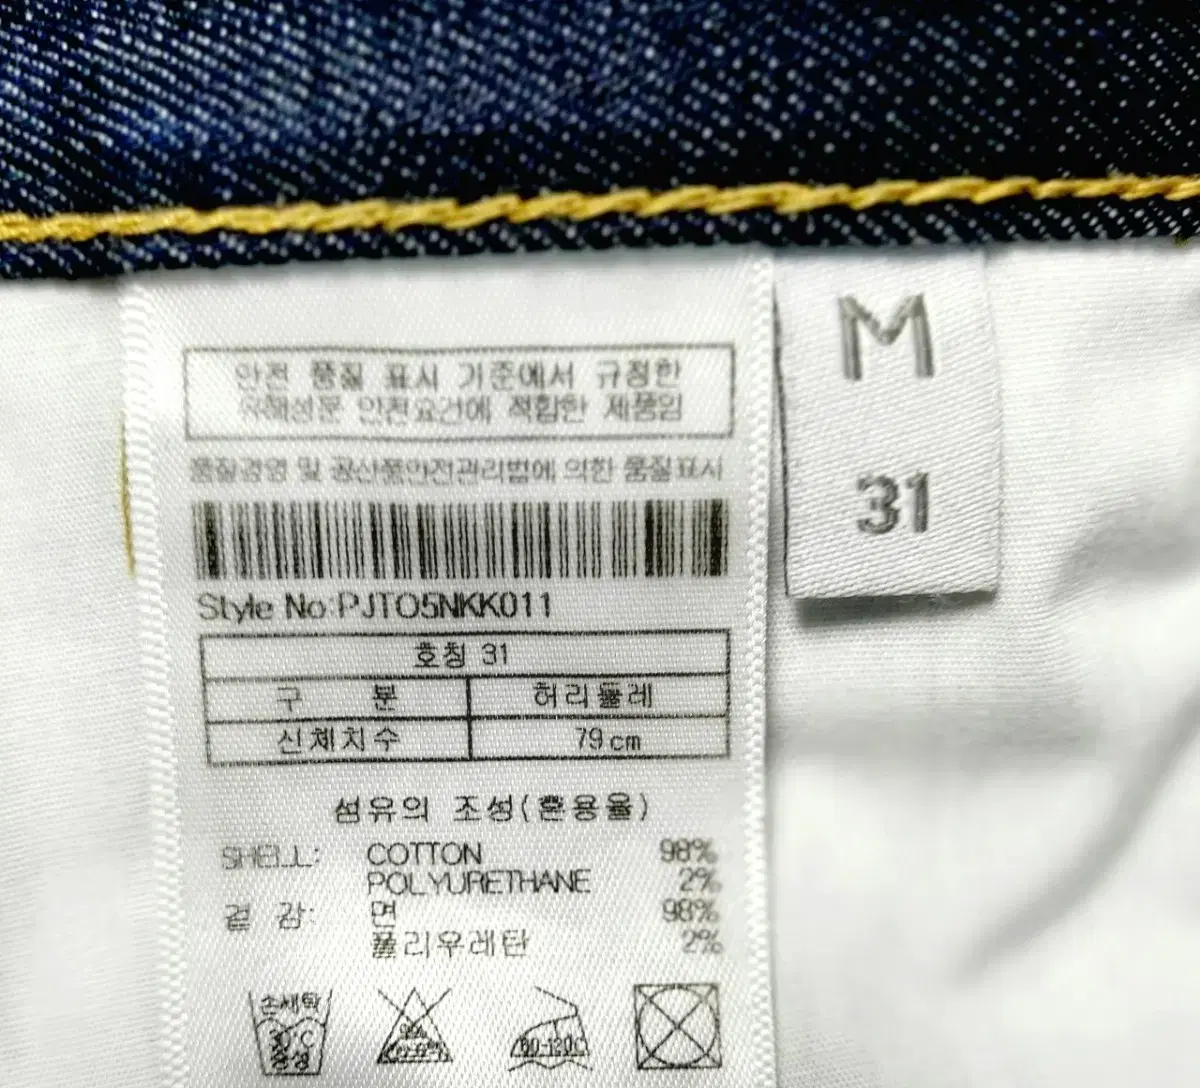 안전 품질 표시 기준에서 규정한
유해성분 안전요건에 적합한 제품임
품질경영 및 공산품안전관리법에 의한 품질표시
Style No:PJTO5NKK011
호칭 31
구 분 허리둘레
신체치수 79cm
섬유의 조성(혼용율)
SHELL: COTTON 98%
POLYURETHANE 2%
겉 감: 면 98%
폴리우레탄 2%
손세탁
30°C
중성
80-120C
M
31